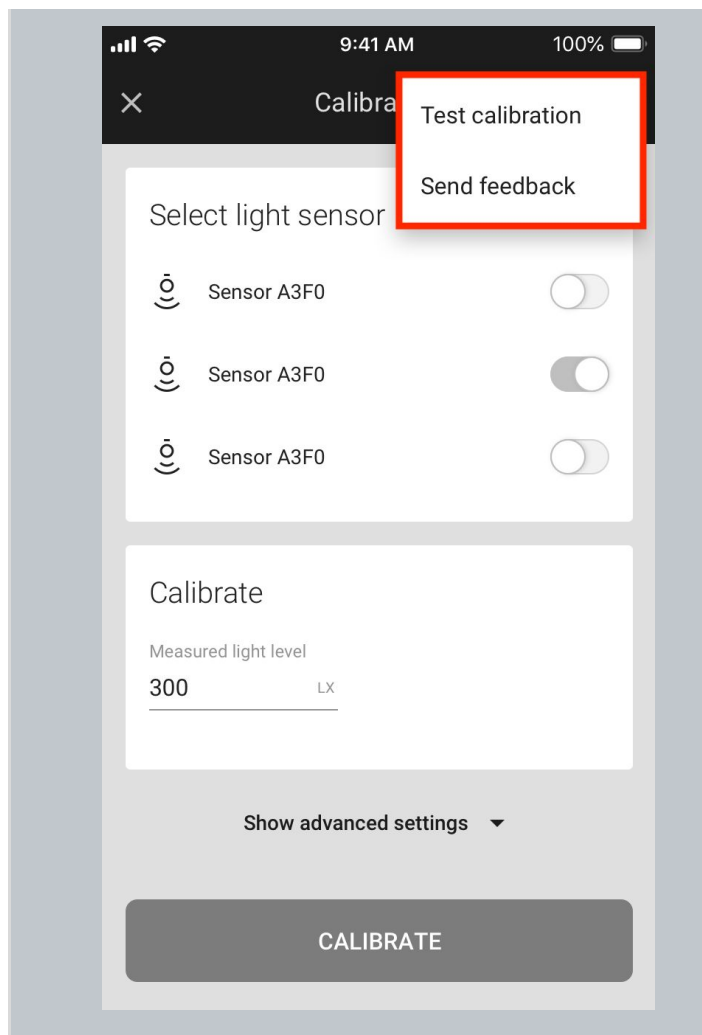 9:41 AM
100%
Calibra
Test calibration
Send feedback
Select light sensor
Sensor A3F0
Sensor A3F0
Sensor A3F0
Calibrate
Measured light level
300 LX
Show advanced settings
CALIBRATE